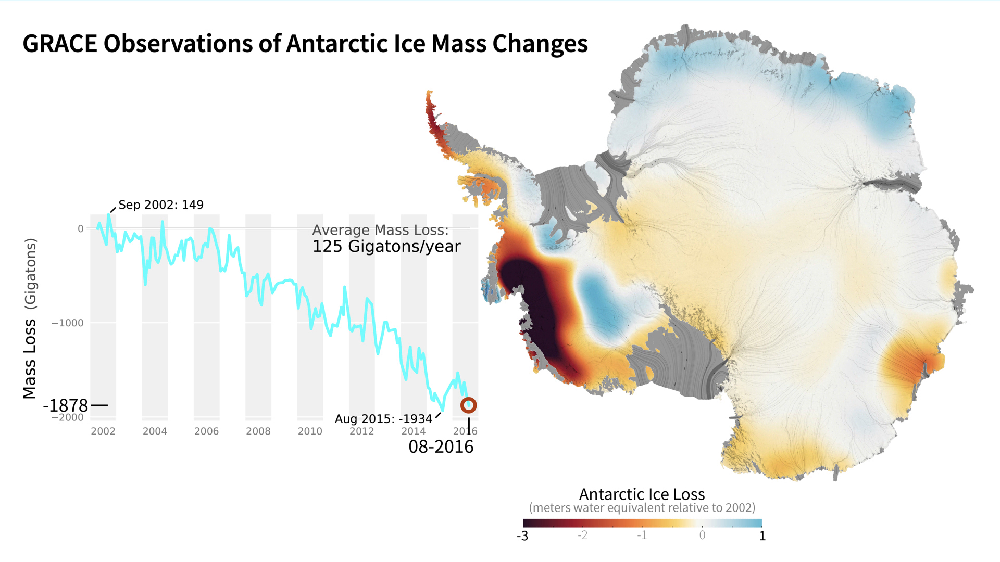 GRACE Observations of Antarctic Ice Mass Changes
Sep 2002: 149
Average Mass Loss:
125 Gigatons/year
Mass Loss (Gigatons)
0
−1000
-1878
−2000
Aug 2015: -1934
2002 2004 2006 2008 2010 2012 2014 2016
08-2016
Antarctic Ice Loss
(meters water equivalent relative to 2002)
-3 -2 -1 0 1